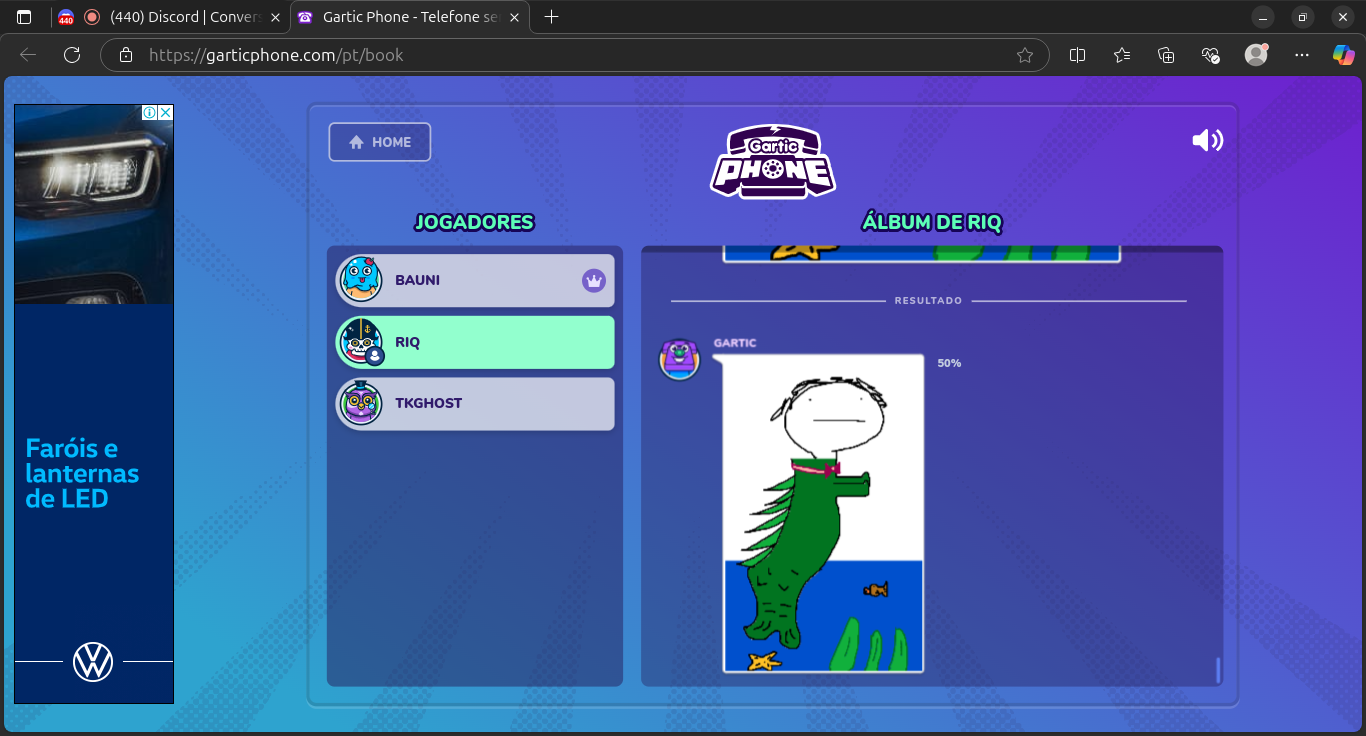 440
(440) Discord | Convers
Gartic Phone - Telefone se
https://garticphone.com/pt/book
HOME
Gartic
PHONE
JOGADORES
ÁLBUM DE RIQ
BAUNI
RIQ
TKGHOST
RESULTADO
GARTIC
50%
Faróis e
lanternas
de LED